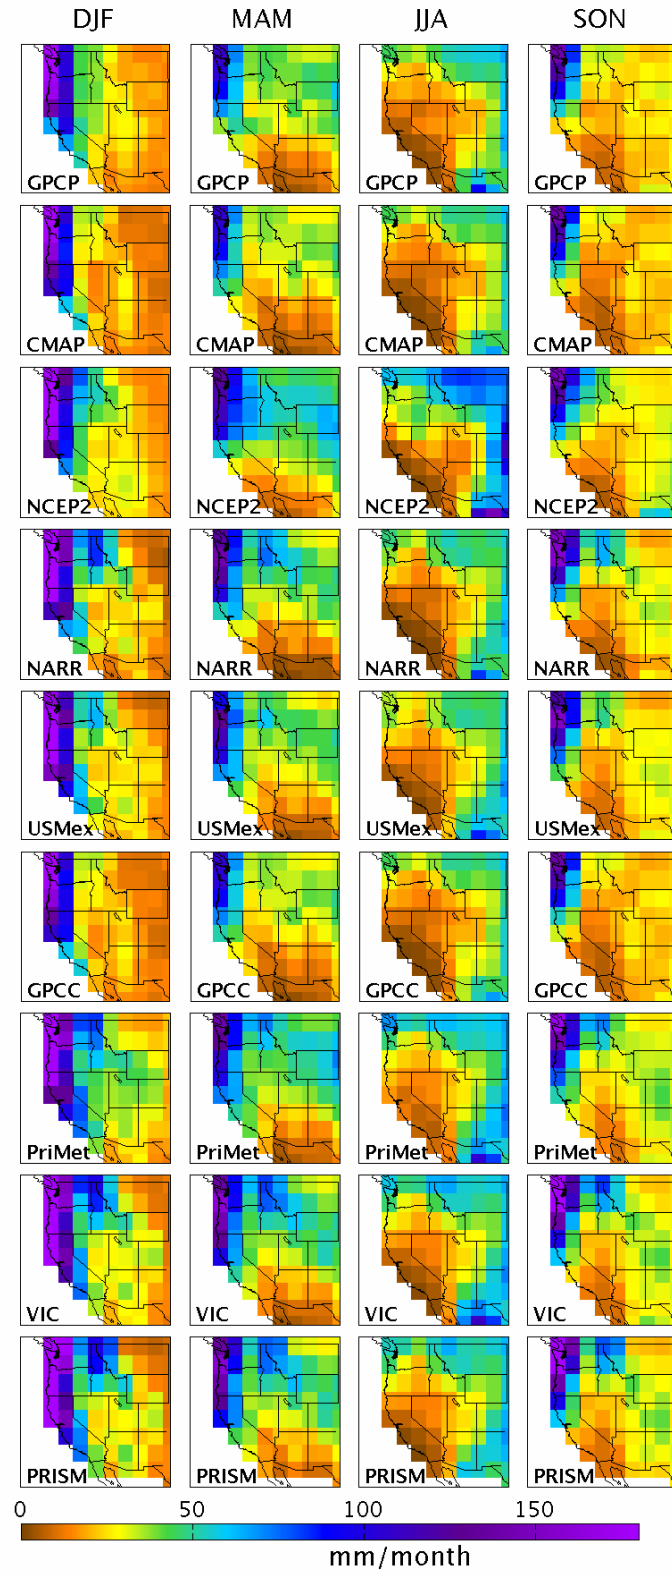 DJF MAM JJA SON
GPCP GPCP GPCP GPCP
CMAP CMAP CMAP CMAP
NCEP2 NCEP2 NCEP2 NCEP2
NARR NARR NARR NARR
USMex USMex USMex USMex
GPCC GPCC GPCC GPCC
PriMet PriMet PriMet PriMet
VIC VIC VIC VIC
PRISM PRISM PRISM PRISM
0 50 100 150
mm/month